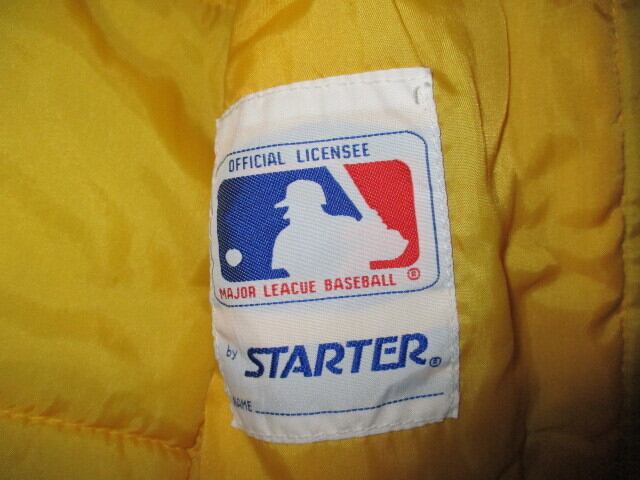 OFFICIAL LICENSEE
MAJOR LEAGUE BASEBALL ®
by STARTER®
NAME